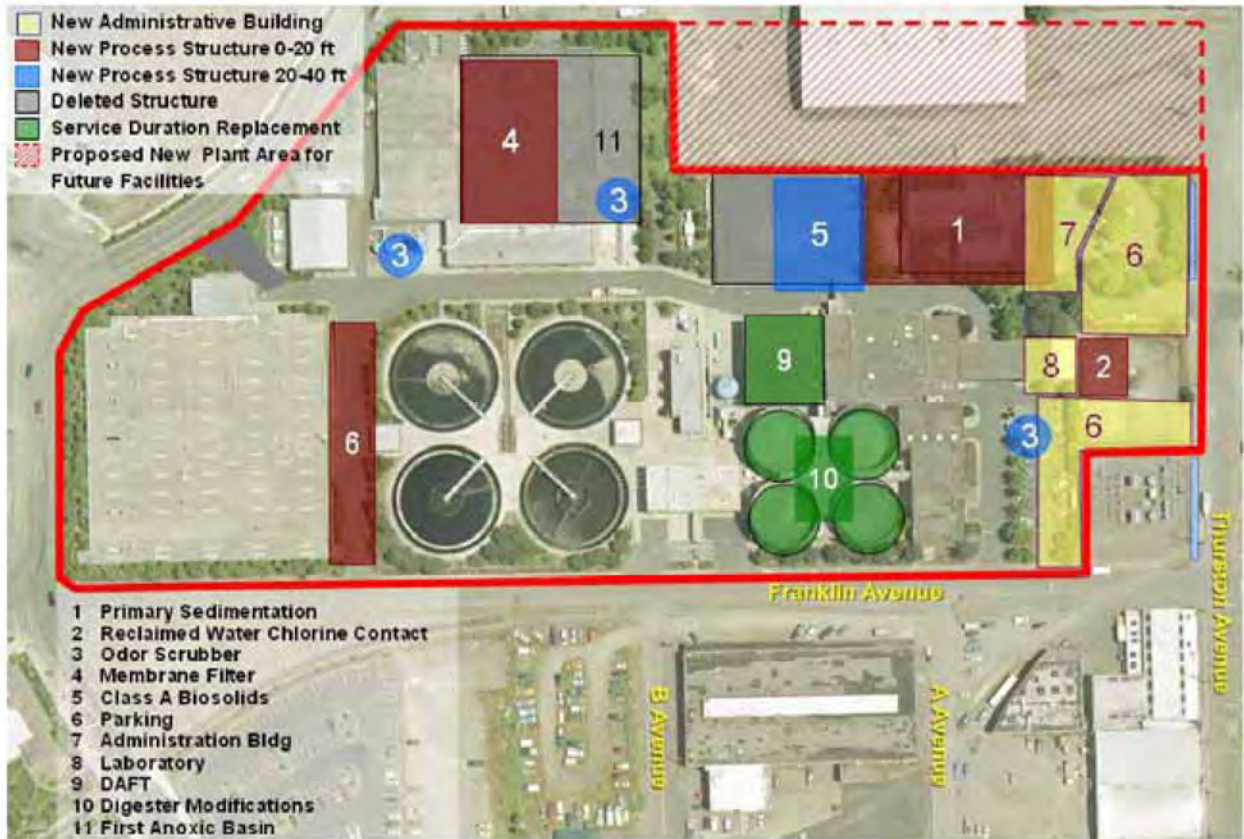 New Administrative Building
New Process Structure 0-20 ft
New Process Structure 20-40 ft
Deleted Structure
Service Duration Replacement
Proposed New Plant Area for
Future Facilities
4
11
3
3
5
1
7
6
9
8
2
6
6
3
10
Franklin Avenue
Thurston Avenue
B Avenue
A Avenue
1 Primary Sedimentation
2 Reclaimed Water Chlorine Contact
3 Odor Scrubber
4 Membrane Filter
5 Class A Biosolids
6 Parking
7 Administration Bldg
8 Laboratory
9 DAFT
10 Digester Modifications
11 First Anoxic Basin